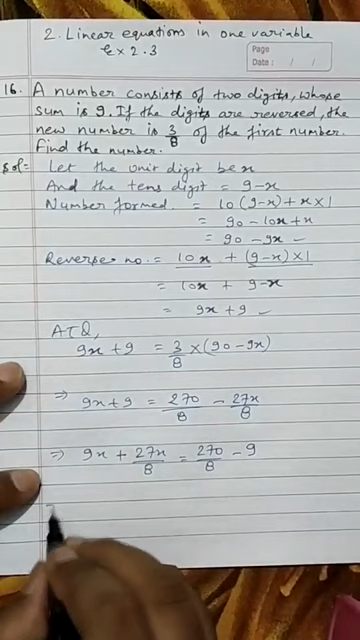 2. Linear equations in one variable
Ex 2.3
Page
Date : / /
16. A number consists of two digits, whose
sum is 9. If the digits are reversed, the
new number is 3/8 of the first number.
Find the number.
Sol= Let the unit digit be x
And the tens digit = 9-x
Number formed = 10(9-x)+x×1
= 90-10x+x
= 90-9x
Reverse no. = 10x + (9-x)×1
= 10x + 9-x
= 9x+9
ATQ,
9x+9 = 3/8 ×(90-9x)
⇒ 9x+9 = 270/8 - 27x/8
⇒ 9x + 27x/8 = 270/8 - 9